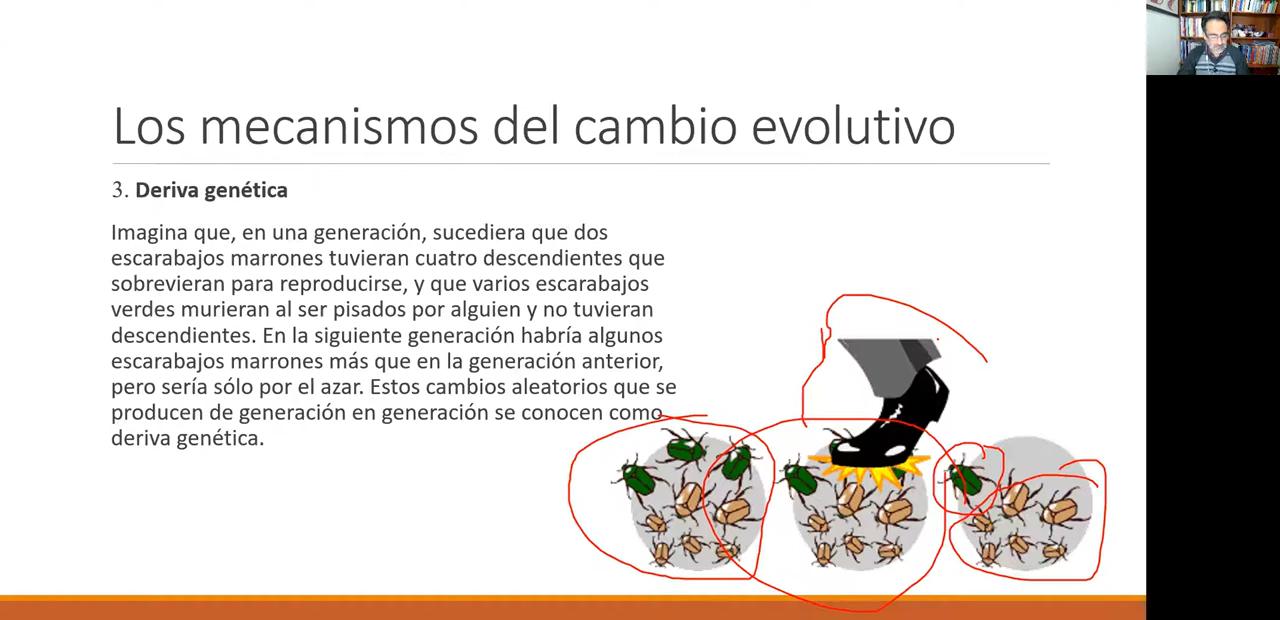 Los mecanismos del cambio evolutivo
3. Deriva genética
Imagina que, en una generación, sucediera que dos
escarabajos marrones tuvieran cuatro descendientes que
sobrevieran para reproducirse, y que varios escarabajos
verdes murieran al ser pisados por alguien y no tuvieran
descendientes. En la siguiente generación habría algunos
escarabajos marrones más que en la generación anterior,
pero sería sólo por el azar. Estos cambios aleatorios que se
producen de generación en generación se conocen como
deriva genética.